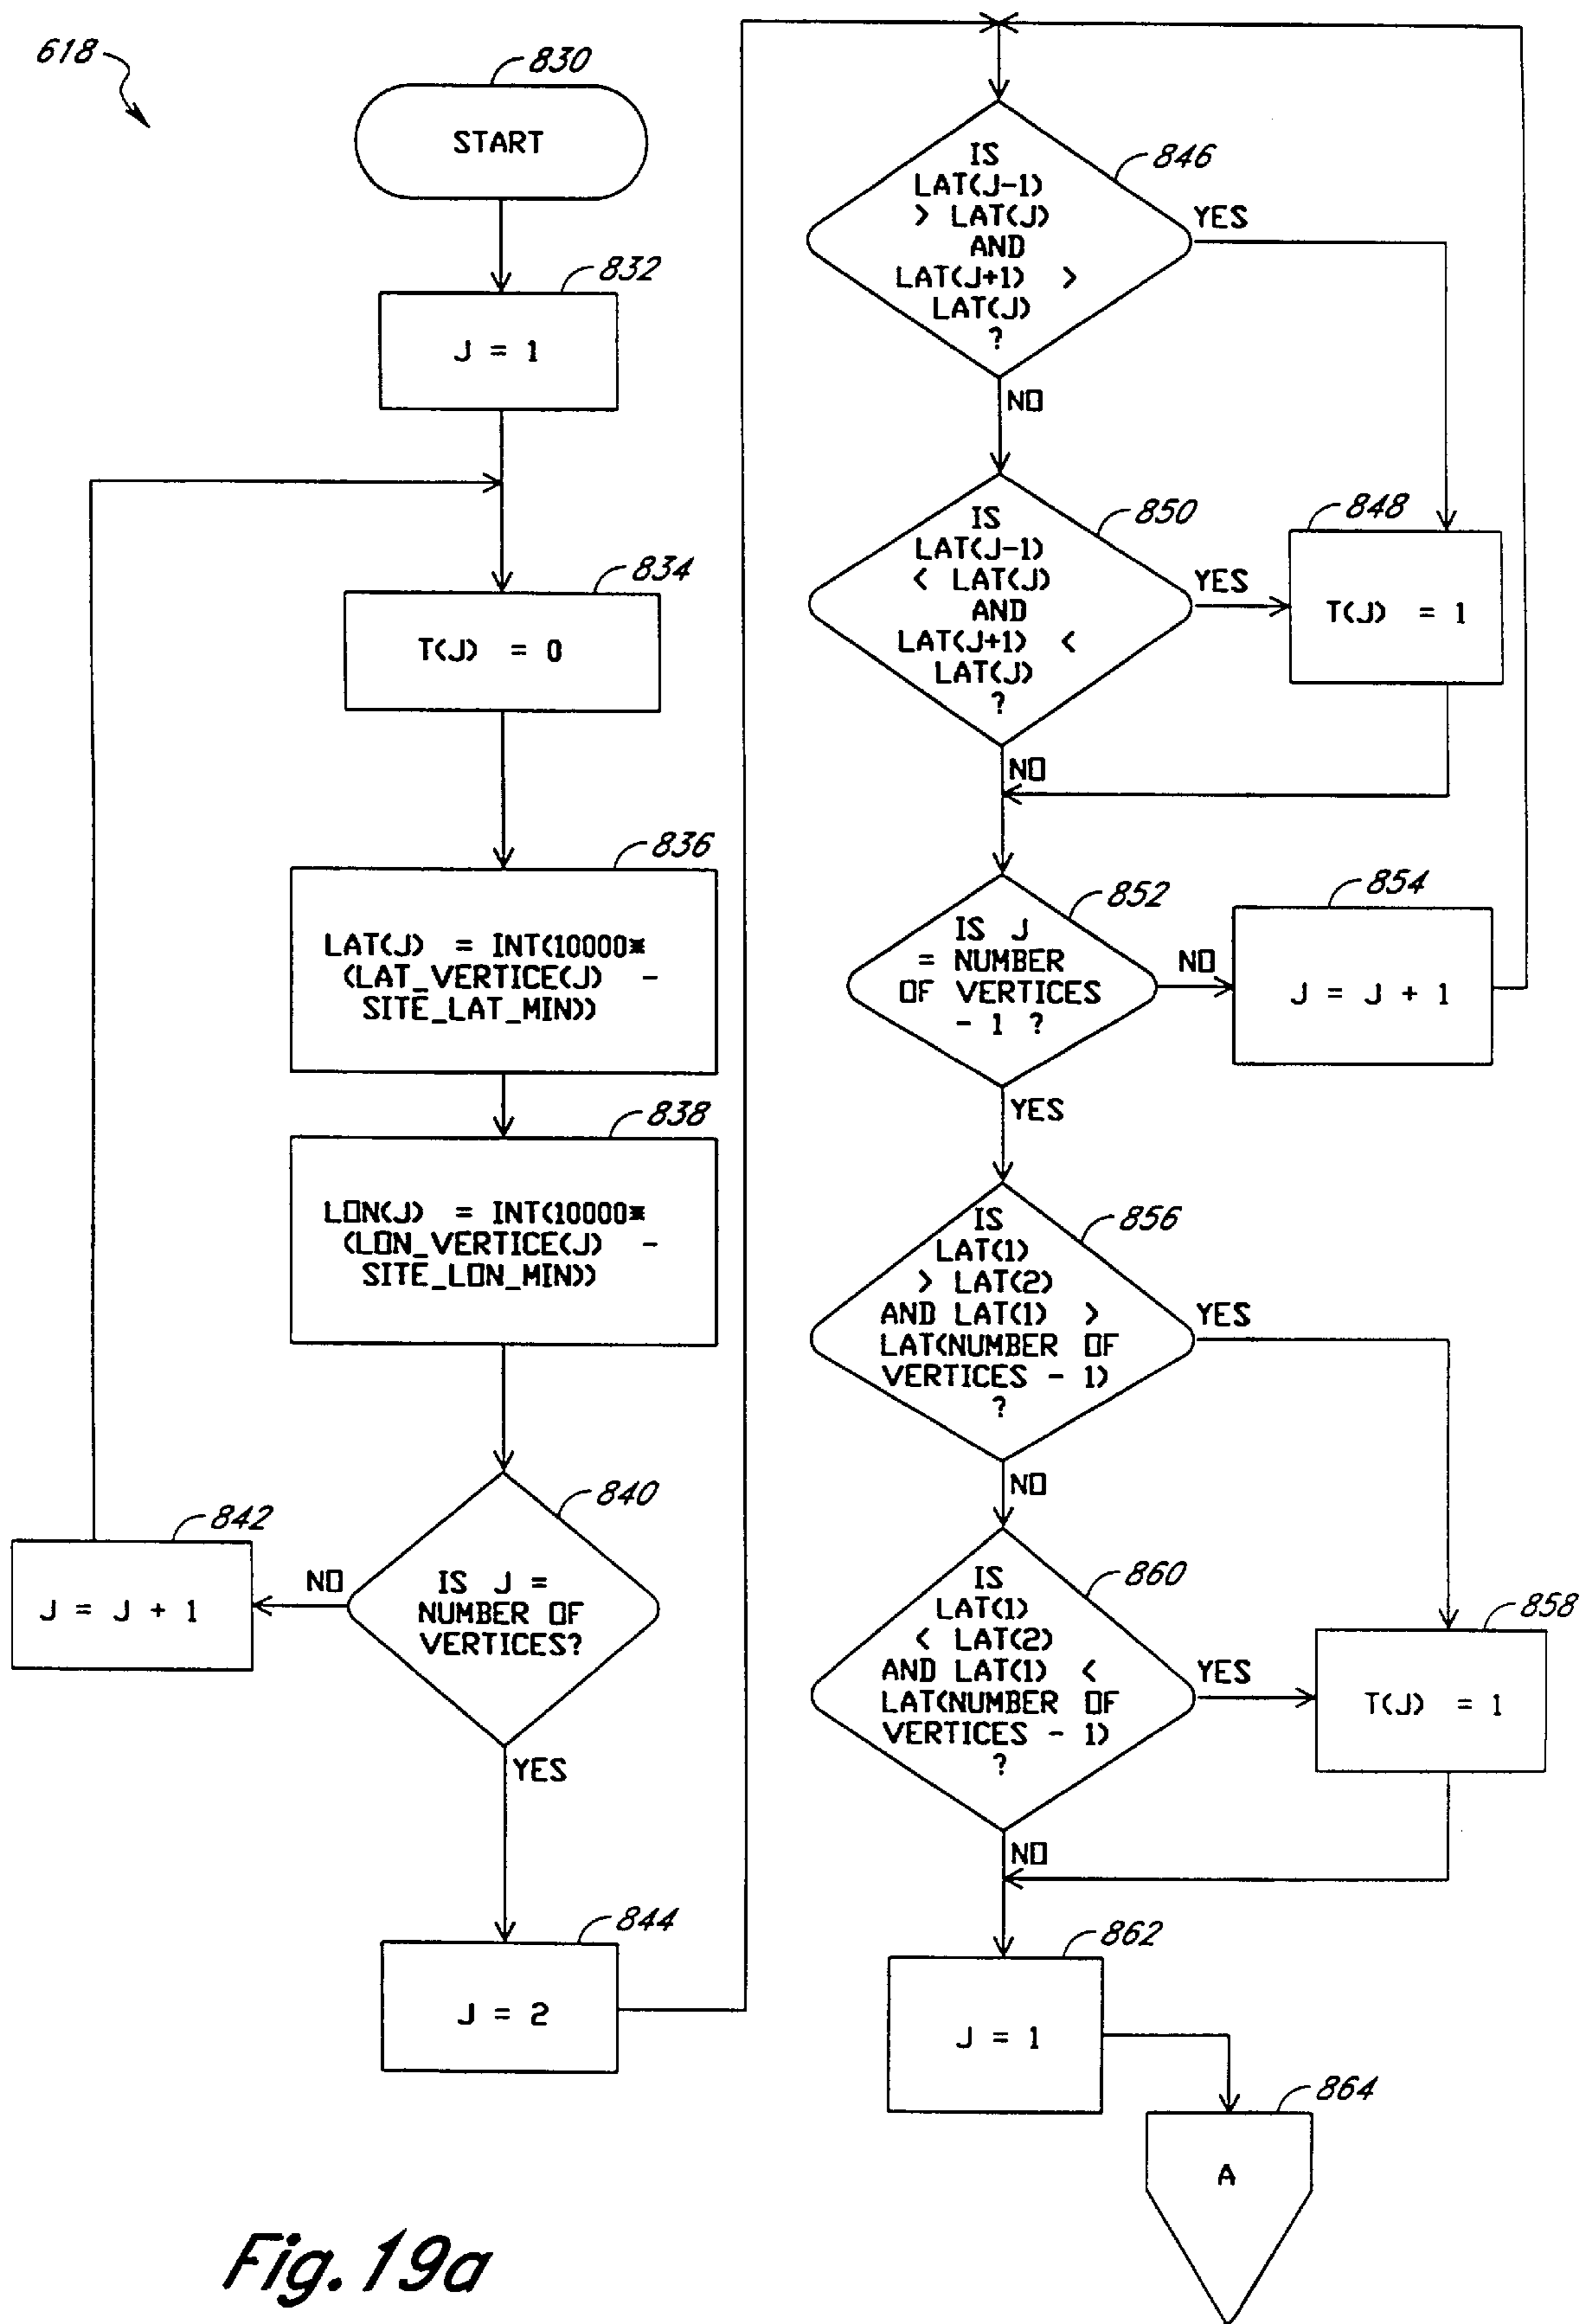 618
830
START
832
J = 1
834
T(J) = 0
836
LAT(J) = INT(10000*
(LAT_VERTICE(J) -
SITE_LAT_MIN))
838
LON(J) = INT(10000*
(LON_VERTICE(J) -
SITE_LON_MIN))
840
IS J =
NUMBER OF
VERTICES?
NO
842
J = J + 1
YES
844
J = 2
846
IS
LAT(J-1)
> LAT(J)
AND
LAT(J+1) >
LAT(J)
?
YES
NO
848
T(J) = 1
850
IS
LAT(J-1)
< LAT(J)
AND
LAT(J+1) <
LAT(J)
?
YES
NO
852
IS J
= NUMBER
OF VERTICES
- 1 ?
NO
854
J = J + 1
YES
856
IS
LAT(1)
> LAT(2)
AND LAT(1) >
LAT(NUMBER OF
VERTICES - 1)
?
YES
NO
858
T(J) = 1
860
IS
LAT(1)
< LAT(2)
AND LAT(1) <
LAT(NUMBER OF
VERTICES - 1)
?
YES
NO
862
J = 1
864
A
Fig. 19a